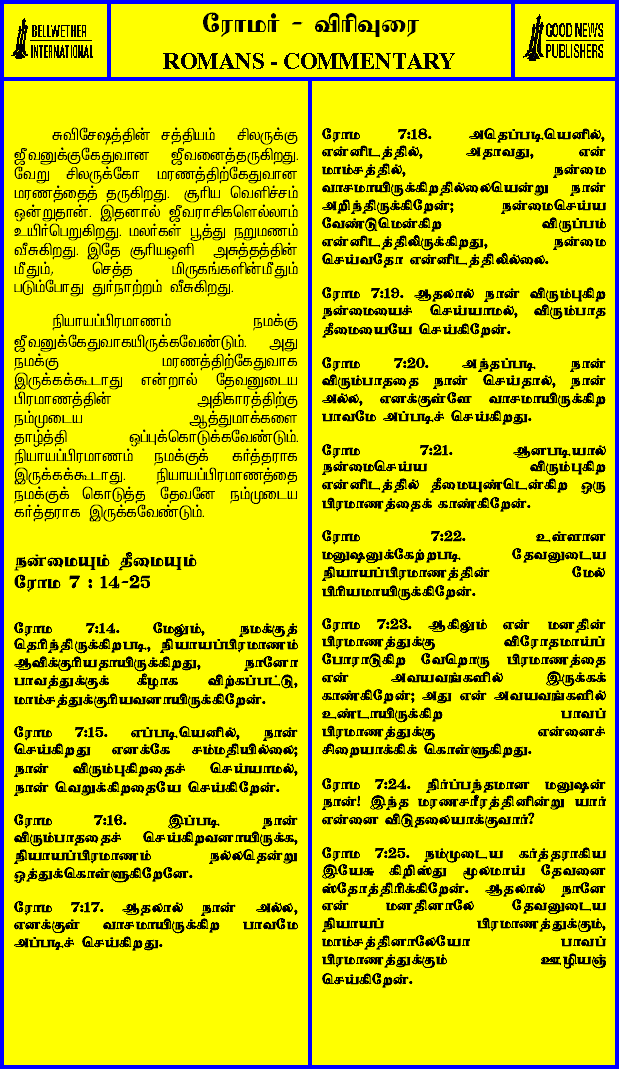 BELLWETHER
INTERNATIONAL
ரோமர் - விரிவுரை
ROMANS - COMMENTARY
GOOD NEWS
PUBLISHERS
சுவிசேஷத்தின் சத்தியம் சிலருக்கு
ஜீவனுக்குகேதுவான ஜீவனைத்தருகிறது.
வேறு சிலருக்கோ மரணத்திற்கேதுவான
மரணத்தைத் தருகிறது. சூரிய வெளிச்சம்
ஒன்றுதான். இதனால் ஜீவராசிகளெல்லாம்
உயிர்பெறுகிறது. மலர்கள் பூத்து நறுமணம்
வீசுகிறது. இதே சூரியஒளி அசுத்தத்தின்
மீதும், செத்த மிருகங்களின்மீதும்
படும்போது துர்நாற்றம் வீசுகிறது.
நியாயப்பிரமாணம் நமக்கு
ஜீவனுக்கேதுவாகயிருக்கவேண்டும். அது
நமக்கு மரணத்திற்கேதுவாக
இருக்கக்கூடாது என்றால் தேவனுடைய
பிரமாணத்தின் அதிகாரத்திற்கு
நம்முடைய ஆத்துமாக்களை
தாழ்த்தி ஒப்புக்கொடுக்கவேண்டும்.
நியாயப்பிரமாணம் நமக்குக் கர்த்தராக
இருக்கக்கூடாது. நியாயப்பிரமாணத்தை
நமக்குக் கொடுத்த தேவனே நம்முடைய
கர்த்தராக இருக்கவேண்டும்.
நன்மையும் தீமையும்
ரோம 7 : 14-25
ரோம 7:14. மேலும், நமக்குத்
தெரிந்திருக்கிறபடி, நியாயப்பிரமாணம்
ஆவிக்குரியதாயிருக்கிறது, நானோ
பாவத்துக்குக் கீழாக விற்கப்பட்டு,
மாம்சத்துக்குரியவனாயிருக்கிறேன்.
ரோம 7:15. எப்படியெனில், நான்
செய்கிறது எனக்கே சம்மதியில்லை;
நான் விரும்புகிறதைச் செய்யாமல்,
நான் வெறுக்கிறதையே செய்கிறேன்.
ரோம 7:16. இப்படி நான்
விரும்பாததைச் செய்கிறவனாயிருக்க,
நியாயப்பிரமாணம் நல்லதென்று
ஒத்துக்கொள்ளுகிறேனே.
ரோம 7:17. ஆதலால் நான் அல்ல,
எனக்குள் வாசமாயிருக்கிற பாவமே
அப்படிச் செய்கிறது.
ரோம 7:18. அதெப்படியெனில்,
என்னிடத்தில், அதாவது, என்
மாம்சத்தில், நன்மை
வாசமாயிருக்கிறதில்லையென்று நான்
அறிந்திருக்கிறேன்; நன்மைசெய்ய
வேண்டுமென்கிற விருப்பம்
என்னிடத்திலிருக்கிறது, நன்மை
செய்வதோ என்னிடத்திலில்லை.
ரோம 7:19. ஆதலால் நான் விரும்புகிற
நன்மையைச் செய்யாமல், விரும்பாத
தீமையையே செய்கிறேன்.
ரோம 7:20. அந்தப்படி நான்
விரும்பாததை நான் செய்தால், நான்
அல்ல, எனக்குள்ளே வாசமாயிருக்கிற
பாவமே அப்படிச் செய்கிறது.
ரோம 7:21. ஆனபடியால்
நன்மைசெய்ய விரும்புகிற
என்னிடத்தில் தீமையுண்டென்கிற ஒரு
பிரமாணத்தைக் காண்கிறேன்.
ரோம 7:22. உள்ளான
மனுஷனுக்கேற்றபடி தேவனுடைய
நியாயப்பிரமாணத்தின் மேல்
பிரியமாயிருக்கிறேன்.
ரோம 7:23. ஆகிலும் என் மனதின்
பிரமாணத்துக்கு விரோதமாய்ப்
போராடுகிற வேறொரு பிரமாணத்தை
என் அவயவங்களில் இருக்கக்
காண்கிறேன்; அது என் அவயவங்களில்
உண்டாயிருக்கிற பாவப்
பிரமாணத்துக்கு என்னைச்
சிறையாக்கிக் கொள்ளுகிறது.
ரோம 7:24. நிர்ப்பந்தமான மனுஷன்
நான்! இந்த மரணசரீரத்தினின்று யார்
என்னை விடுதலையாக்குவார்?
ரோம 7:25. நம்முடைய கர்த்தராகிய
இயேசு கிறிஸ்து மூலமாய் தேவனை
ஸ்தோத்திரிக்கிறேன். ஆதலால் நானே
என் மனதினாலே தேவனுடைய
நியாயப் பிரமாணத்துக்கும்,
மாம்சத்தினாலேயோ பாவப்
பிரமாணத்துக்கும் ஊழியஞ்
செய்கிறேன்.